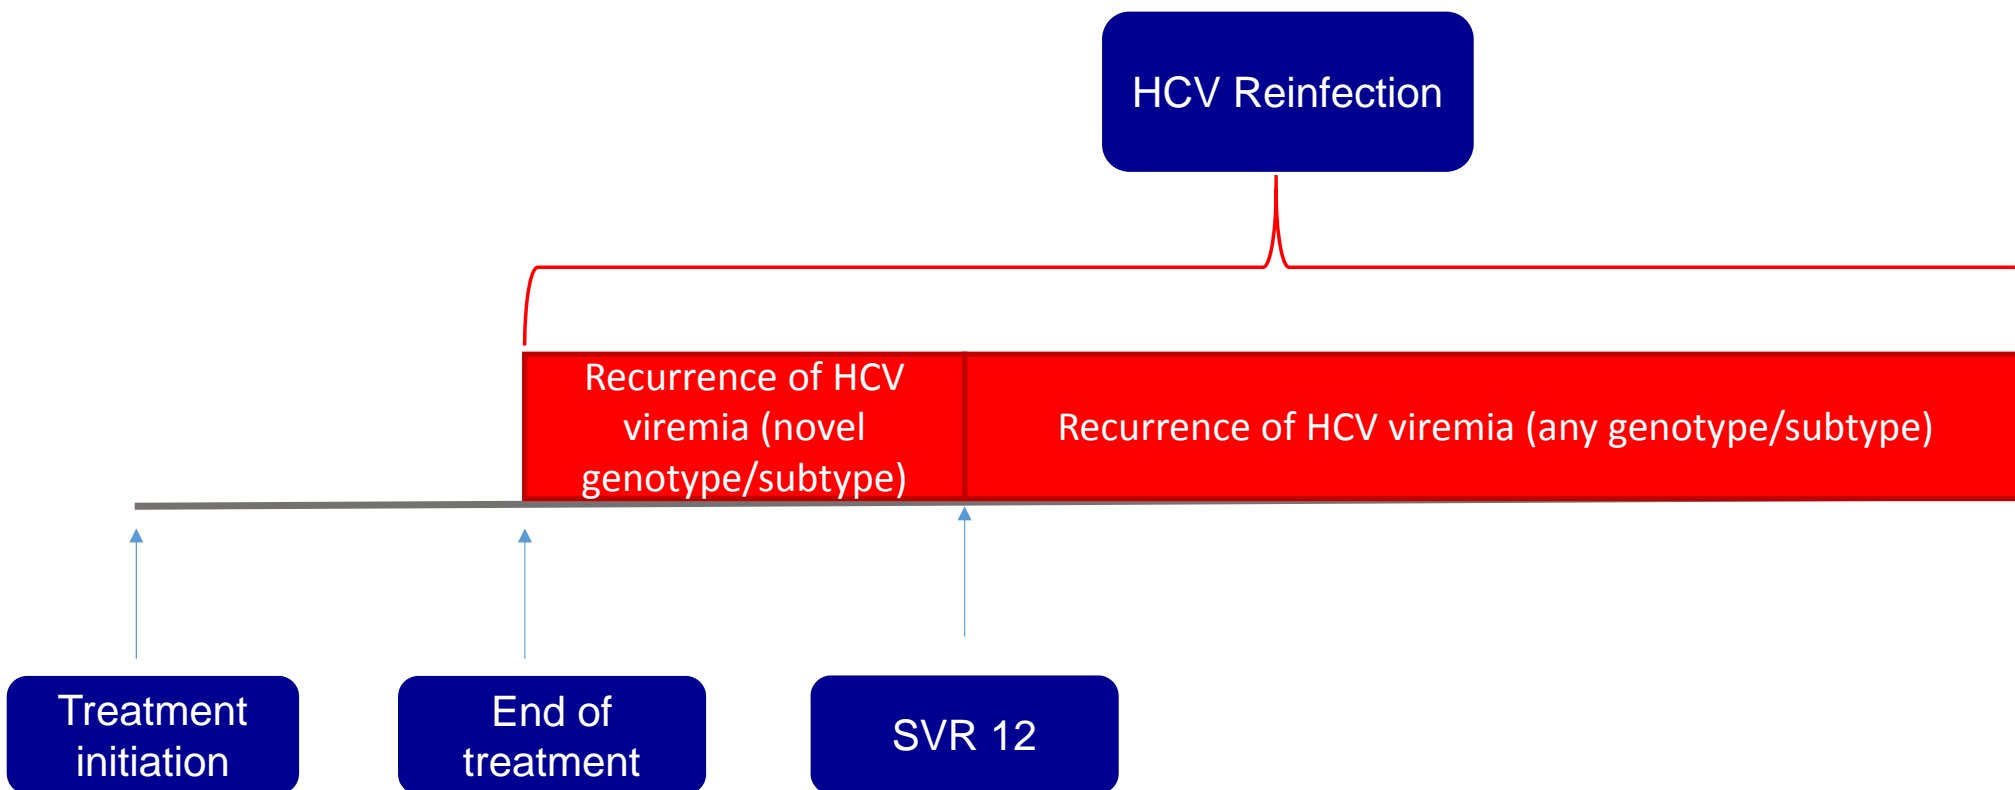 HCV Reinfection
Recurrence of HCV
viremia (novel
genotype/subtype)
Recurrence of HCV viremia (any genotype/subtype)
Treatment
initiation
End of
treatment
SVR 12